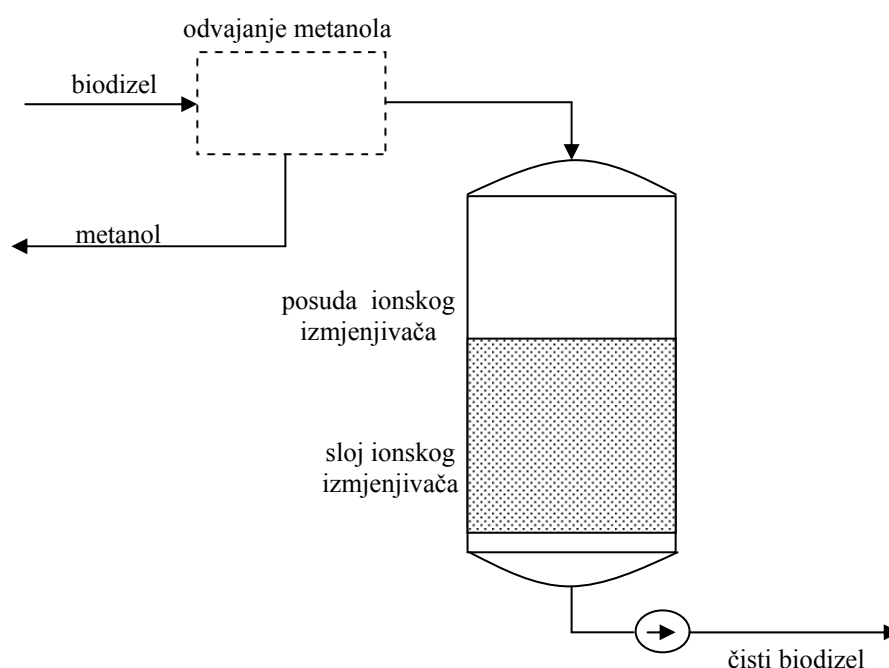 odvajanje metanola
biodizel
metanol
posuda ionskog
izmjenjivača
sloj ionskog
izmjenjivača
čisti biodizel